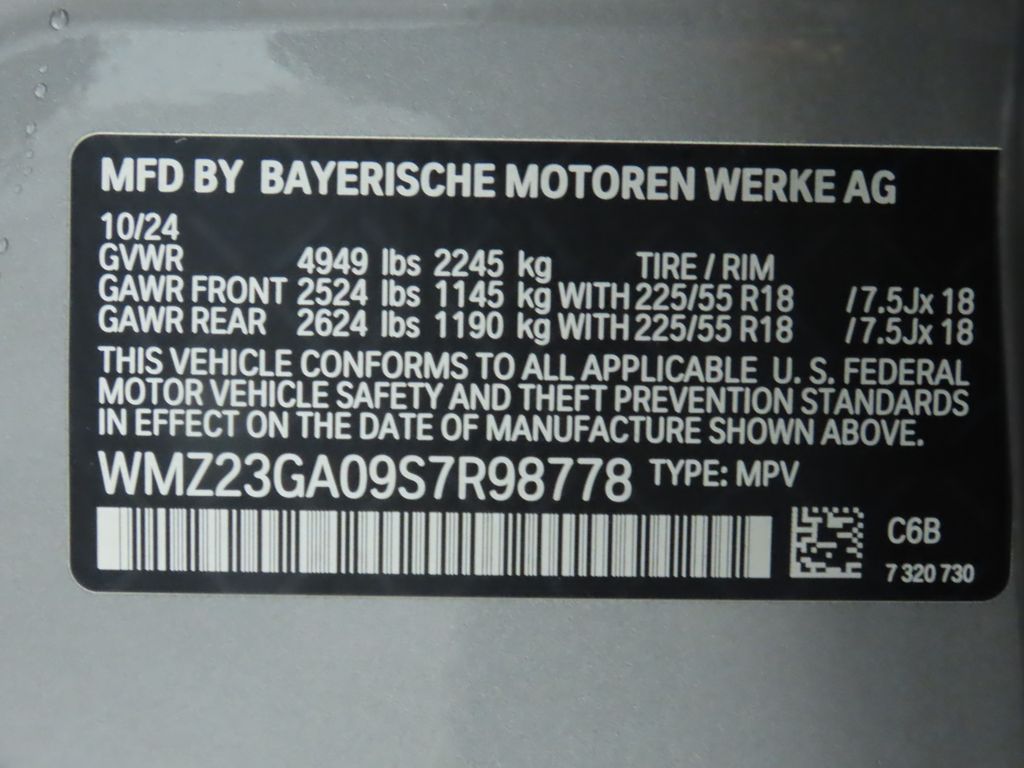 MFD BY BAYERISCHE MOTOREN WERKE AG
10/24
GVWR 4949 lbs 2245 kg TIRE / RIM
GAWR FRONT 2524 lbs 1145 kg WITH 225/55 R18 /7.5Jx 18
GAWR REAR 2624 lbs 1190 kg WITH 225/55 R18 /7.5Jx 18
THIS VEHICLE CONFORMS TO ALL APPLICABLE U. S. FEDERAL
MOTOR VEHICLE SAFETY AND THEFT PREVENTION STANDARDS
IN EFFECT ON THE DATE OF MANUFACTURE SHOWN ABOVE.
WMZ23GA09S7R98778 TYPE: MPV
C6B
7 320 730